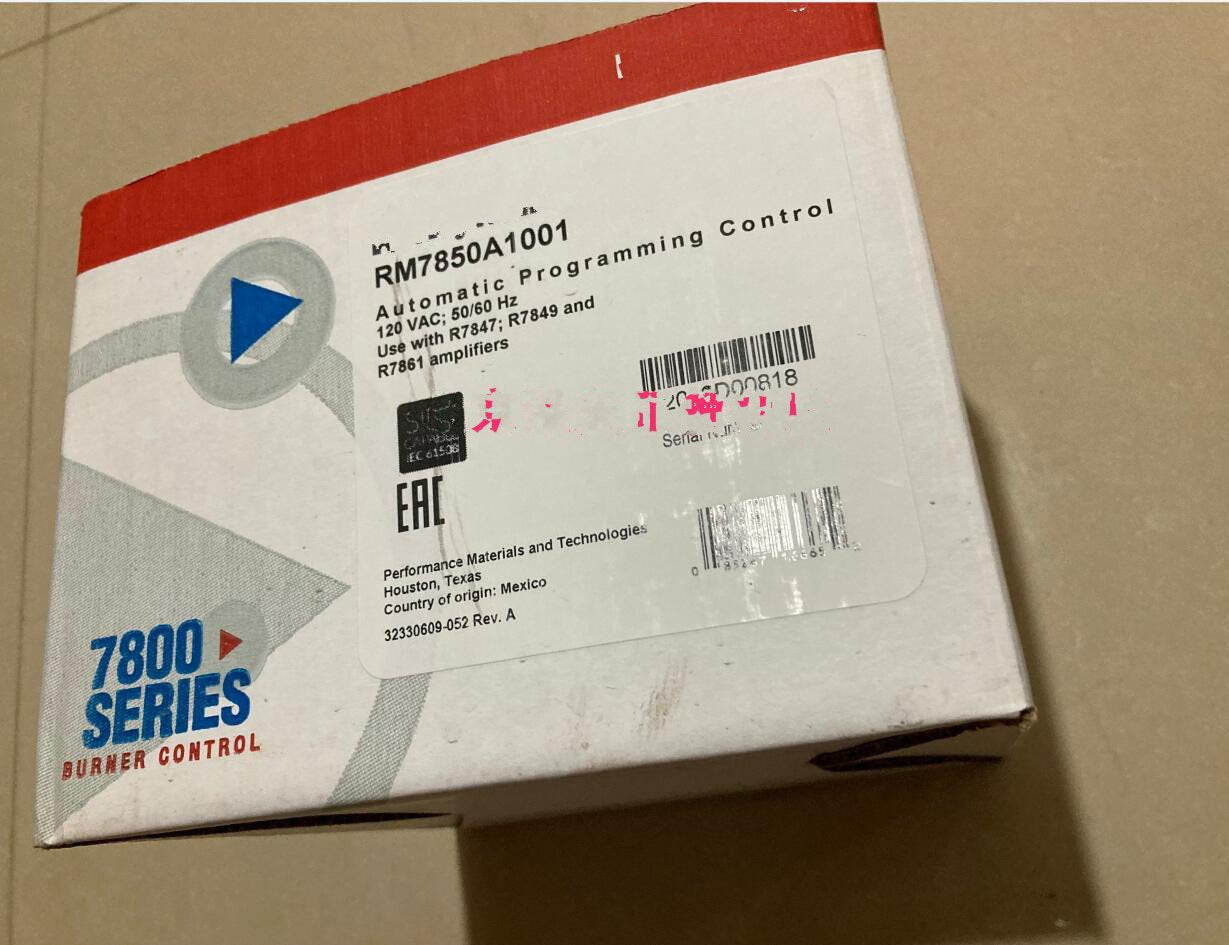 RM7850A1001
Automatic Programming Control
120 VAC; 50/60 Hz
Use with R7847; R7849 and
R7861 amplifiers
IEC 61508
EAC
Serial
Performance Materials and Technologies
Houston, Texas
Country of origin: Mexico
32330609-052 Rev. A
7800
SERIES
BURNER CONTROL